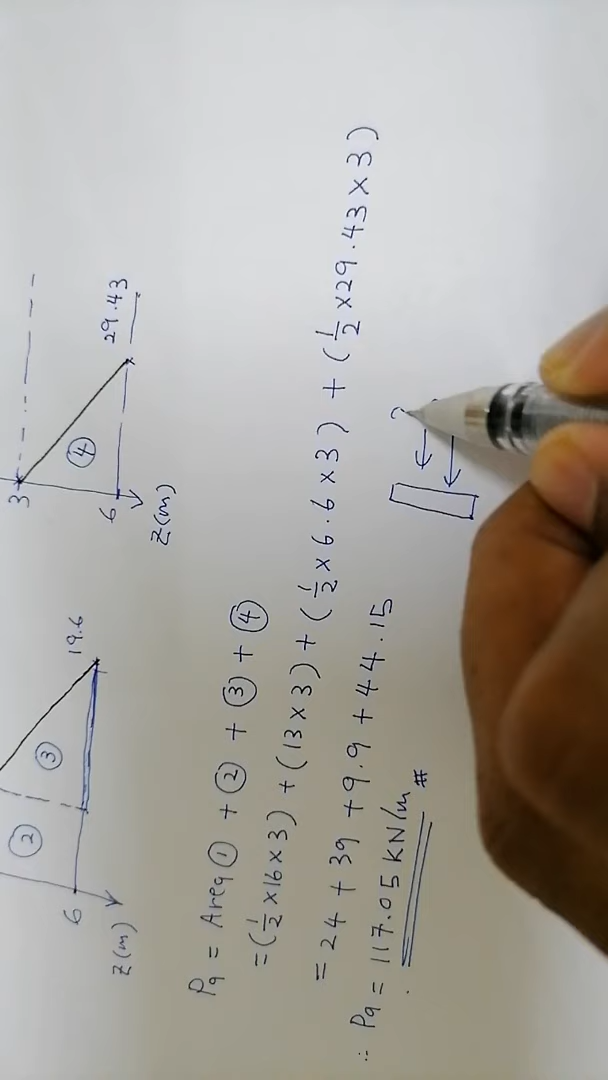 3
④
29.43
6
Z(m)
19.6
②
③
6
Z(m)
Pa = Area ① + ② + ③ + ④
= (1/2 × 16 × 3) + (13 × 3) + (1/2 × 6.6 × 3) + (1/2 × 29.43 × 3)
= 24 + 39 + 9.9 + 44.15
∴ Pa = 117.05 kN/m #